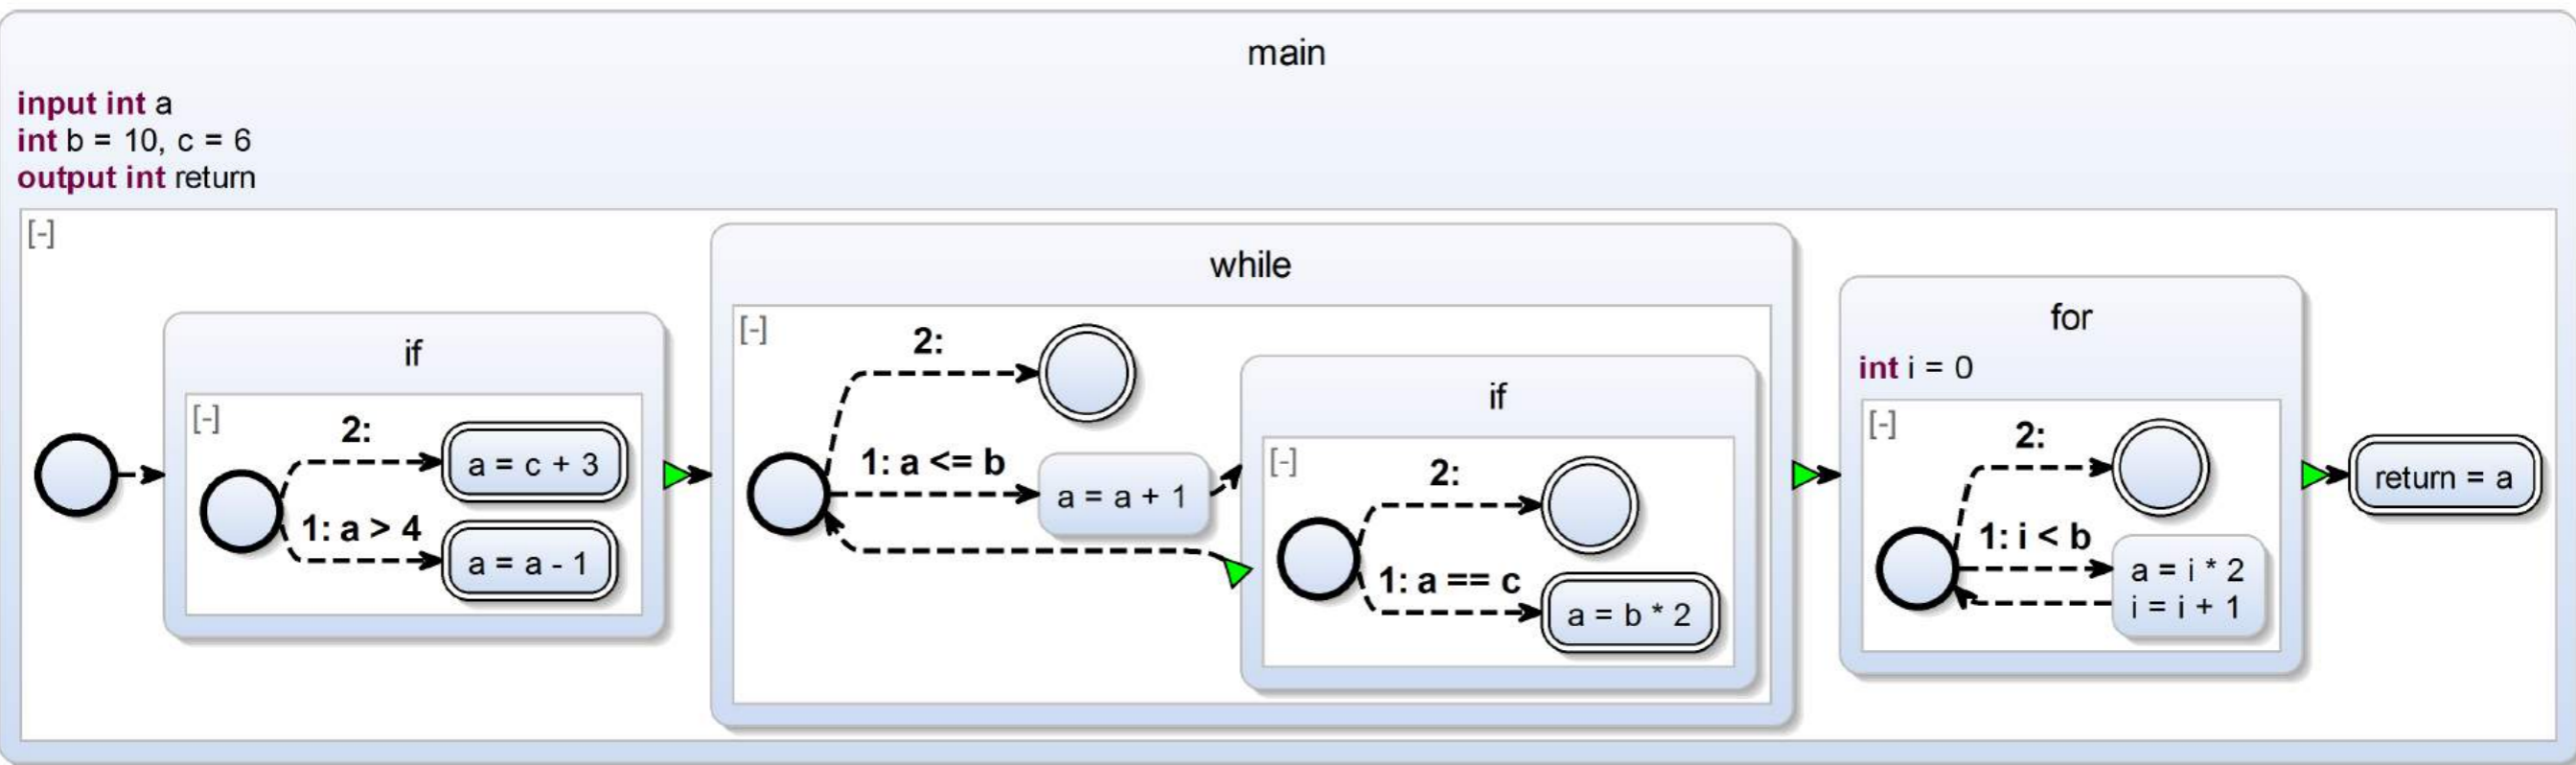 main
input int a
int b = 10, c = 6
output int return
[-]
if
[-]
2:
a = c + 3
1: a > 4
a = a - 1
while
[-]
2:
1: a <= b
a = a + 1
if
[-]
2:
1: a == c
a = b * 2
for
int i = 0
[-]
2:
1: i < b
a = i * 2
i = i + 1
return = a